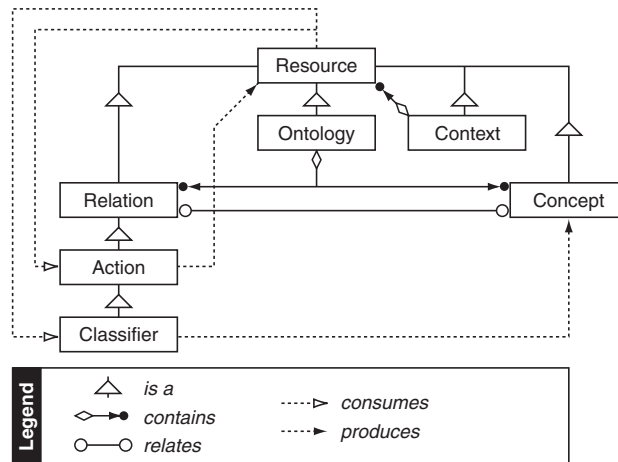 Resource
Ontology
Context
Relation
Concept
Action
Classifier
Legend
is a
contains
relates
consumes
produces